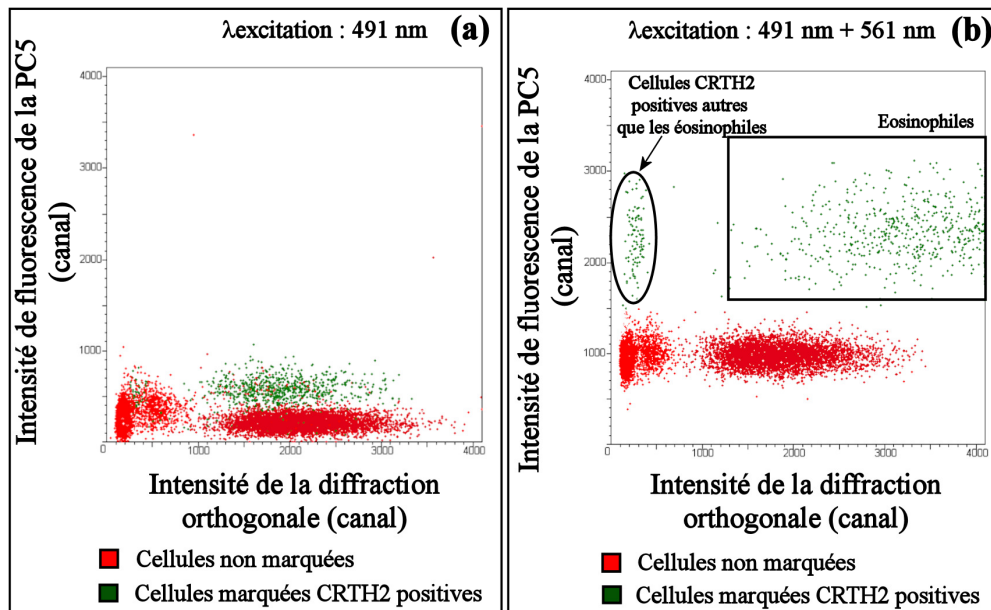 λexcitation : 491 nm (a)
Intensité de fluorescence de la PC5
(canal)
4000
3000
2000
1000
0
0
1000
2000
3000
4000
Intensité de la diffraction
orthogonale (canal)
Cellules non marquées
Cellules marquées CRTH2 positives
λexcitation : 491 nm + 561 nm (b)
Intensité de fluorescence de la PC5
(canal)
Cellules CRTH2
positives autres
que les éosinophiles
Eosinophiles
4000
3000
2000
1000
0
0
1000
2000
3000
4000
Intensité de la diffraction
orthogonale (canal)
Cellules non marquées
Cellules marquées CRTH2 positives